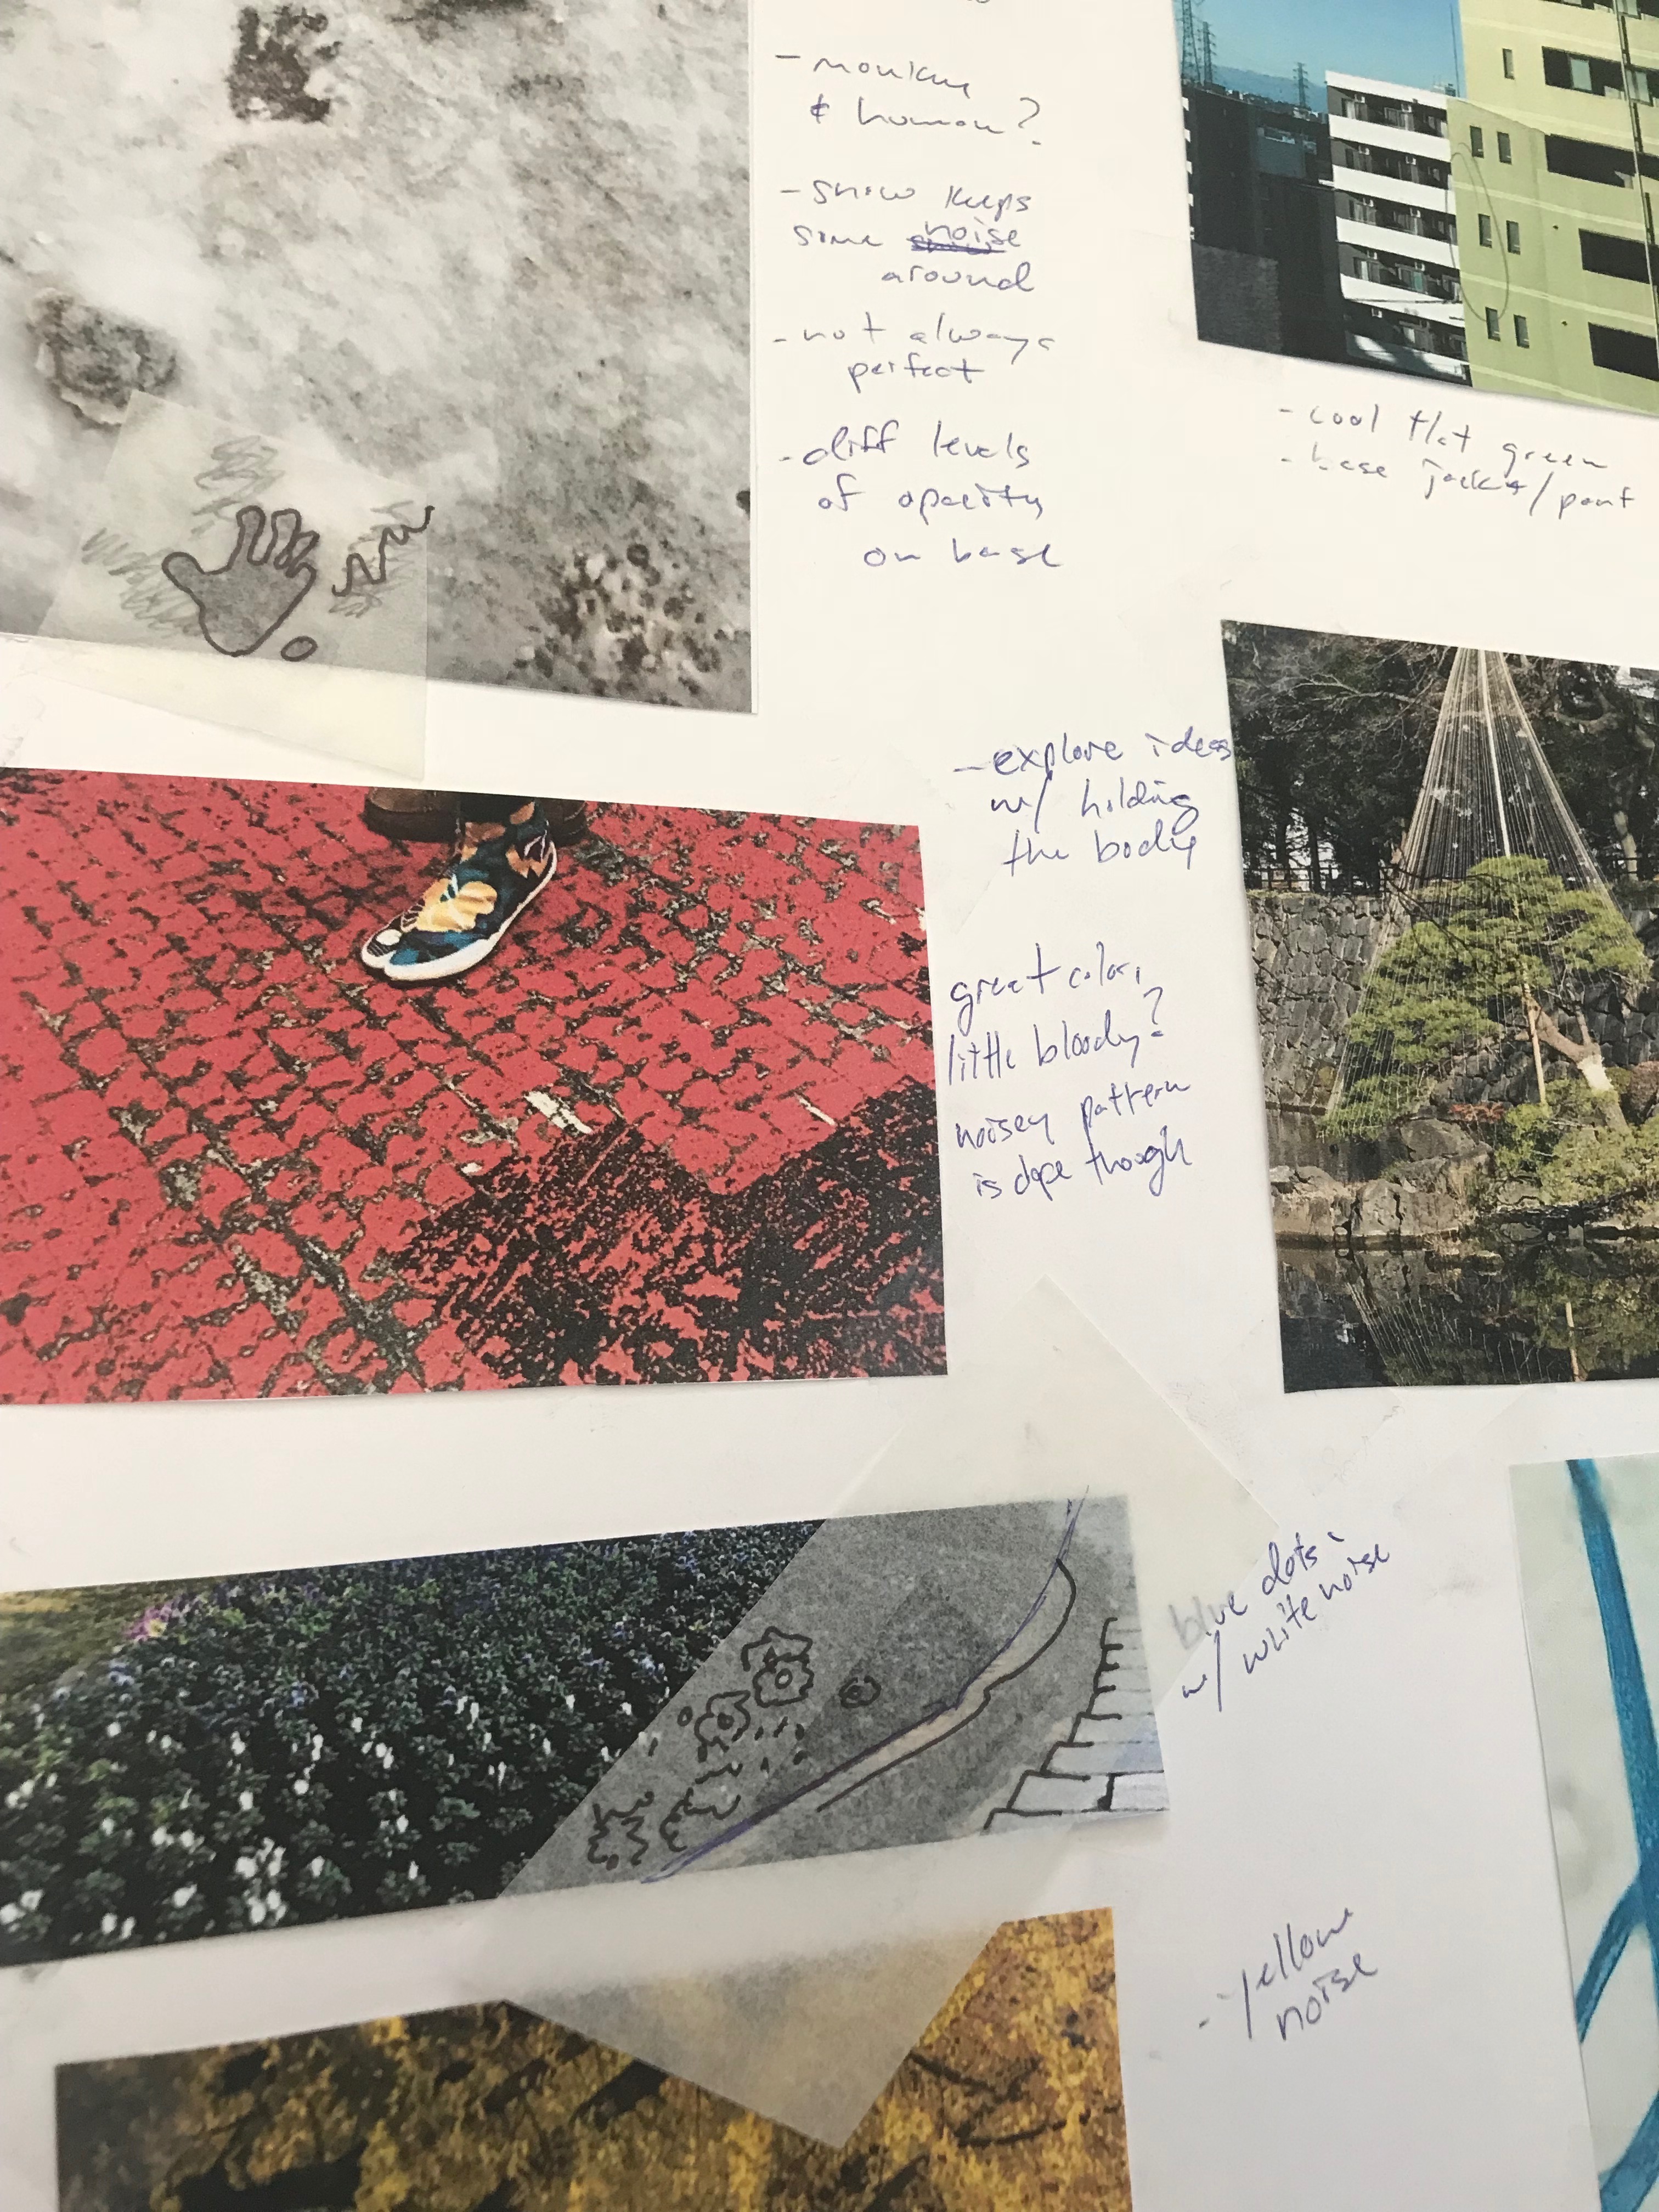 - monkey
& human?
- snow keeps
some noise
around
- not always
perfect
- diff levels
of opacity
on base
- cool flat green
- base jacket/pant
- explore ideas
w/ holding
the body
great color,
little bloody?
noisey pattern
is dope though
blue dots
w/ white noise
- yellow
noise